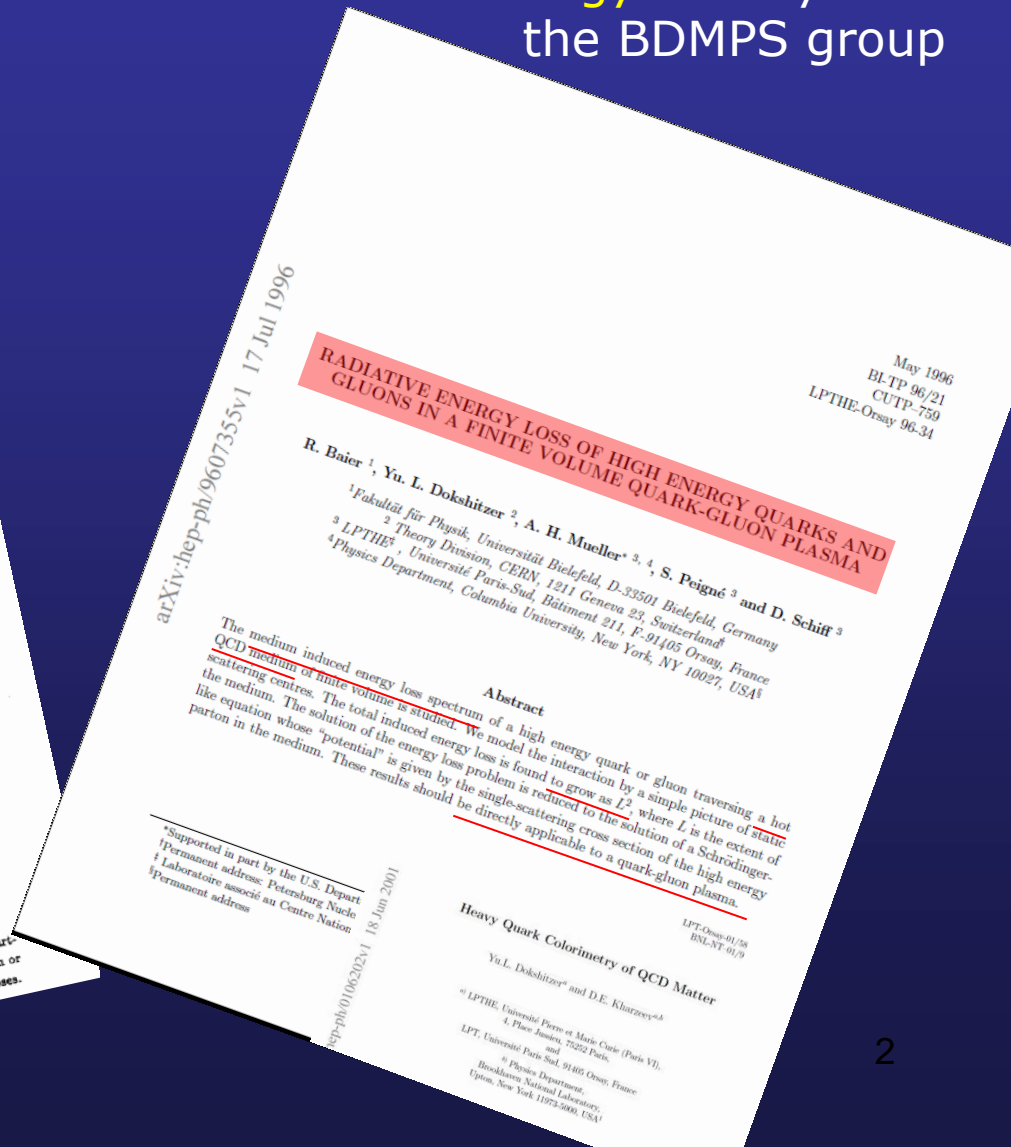 gy
the BDMPS group
arXiv:hep-ph/9607355v1 17 Jul 1996
May 1996
BI-TP 96/21
CUTP-759
LPTHE-Orsay 96-34
RADIATIVE ENERGY LOSS OF HIGH ENERGY QUARKS AND
GLUONS IN A FINITE VOLUME QUARK-GLUON PLASMA
R. Baier ¹, Yu. L. Dokshitzer ², A. H. Mueller* ³, ⁴, S. Peigné ³ and D. Schiff ³
¹Fakultät für Physik, Universität Bielefeld, D-33501 Bielefeld, Germany
² Theory Division, CERN, 1211 Geneva 23, Switzerland†
³ LPTHE‡ , Université Paris-Sud, Bâtiment 211, F-91405 Orsay, France
⁴Physics Department, Columbia University, New York, NY 10027, USA§
Abstract
The medium induced energy loss spectrum of a high energy quark or gluon traversing a hot
QCD medium of finite volume is studied. We model the interaction by a simple picture of static
scattering centres. The total induced energy loss is found to grow as L², where L is the extent of
the medium. The solution of the energy loss problem is reduced to the solution of a Schrödinger-
like equation whose “potential” is given by the single-scattering cross section of the high energy
parton in the medium. These results should be directly applicable to a quark-gluon plasma.
*Supported in part by the U.S. Depart
†Permanent address: Petersburg Nucle
‡ Laboratoire associé au Centre Nation
§Permanent address
hep-ph/0106202v1 18 Jun 2001
LPT-Orsay-01/58
BNL-NT-01/9
Heavy Quark Colorimetry of QCD Matter
Yu.L. Dokshitzer and D.E. Kharzeev
a) LPTHE, Université Pierre et Marie Curie (Paris VI),
4, Place Jussieu, 75252 Paris,
and
LPT, Université Paris Sud, 91405 Orsay, France
b) Physics Department,
Brookhaven National Laboratory,
Upton, New York 11973-5000, USA
rt-
or
ses.
2